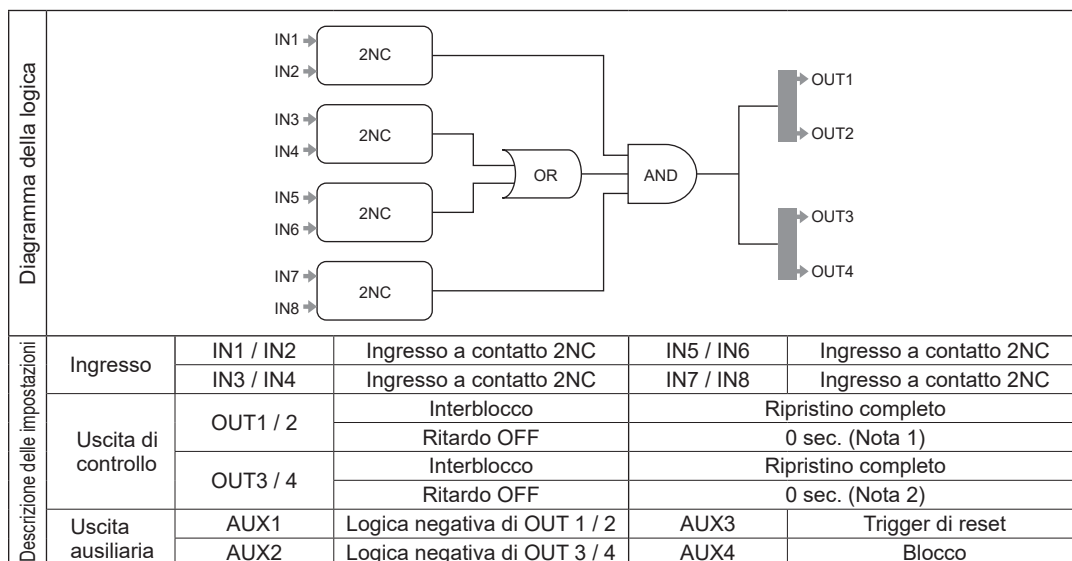 Diagramma della logica
IN1
IN2
2NC
IN3
IN4
2NC
IN5
IN6
2NC
IN7
IN8
2NC
OR
AND
OUT1
OUT2
OUT3
OUT4
Descrizione delle impostazioni
Ingresso
IN1 / IN2 Ingresso a contatto 2NC IN5 / IN6 Ingresso a contatto 2NC
IN3 / IN4 Ingresso a contatto 2NC IN7 / IN8 Ingresso a contatto 2NC
Uscita di
controllo
OUT1 / 2
Interblocco Ripristino completo
Ritardo OFF 0 sec. (Nota 1)
OUT3 / 4
Interblocco Ripristino completo
Ritardo OFF 0 sec. (Nota 2)
Uscita
ausiliaria
AUX1 Logica negativa di OUT 1 / 2 AUX3 Trigger di reset
AUX2 Logica negativa di OUT 3 / 4 AUX4 Blocco